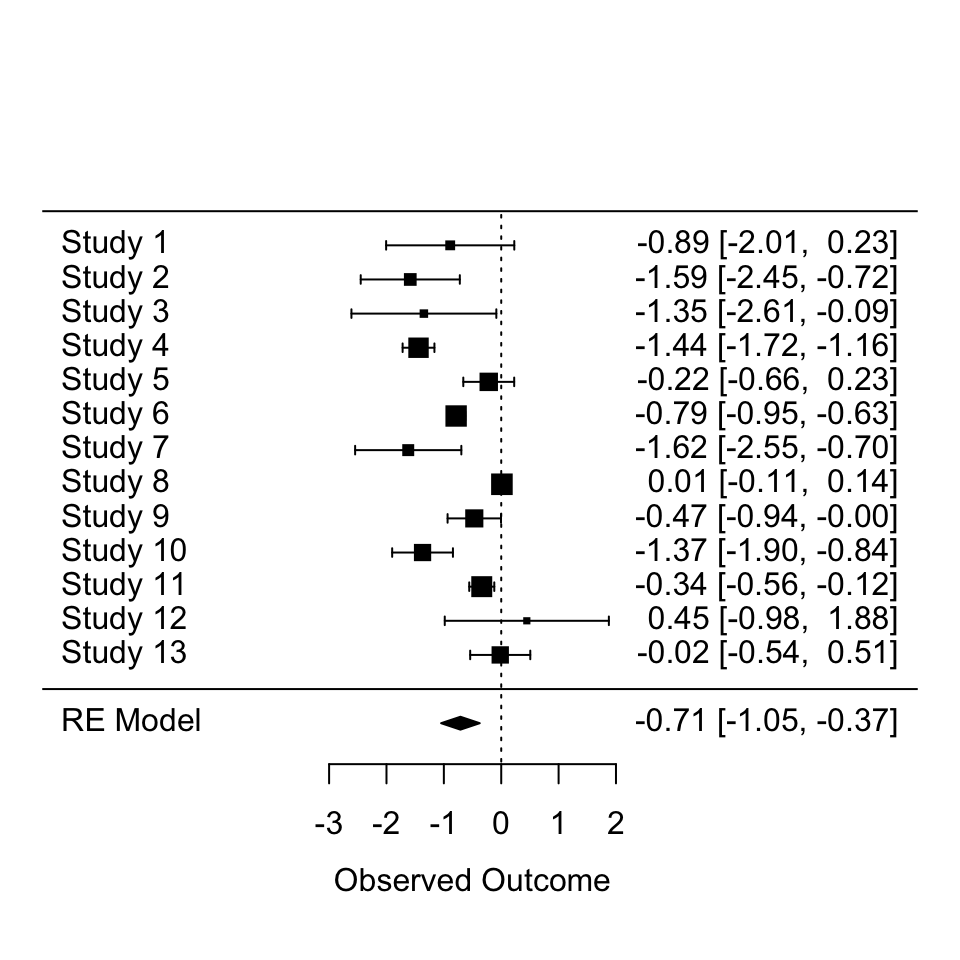 Study 1 -0.89 [-2.01, 0.23]
Study 2 -1.59 [-2.45, -0.72]
Study 3 -1.35 [-2.61, -0.09]
Study 4 -1.44 [-1.72, -1.16]
Study 5 -0.22 [-0.66, 0.23]
Study 6 -0.79 [-0.95, -0.63]
Study 7 -1.62 [-2.55, -0.70]
Study 8 0.01 [-0.11, 0.14]
Study 9 -0.47 [-0.94, -0.00]
Study 10 -1.37 [-1.90, -0.84]
Study 11 -0.34 [-0.56, -0.12]
Study 12 0.45 [-0.98, 1.88]
Study 13 -0.02 [-0.54, 0.51]
RE Model -0.71 [-1.05, -0.37]
-3 -2 -1 0 1 2
Observed Outcome